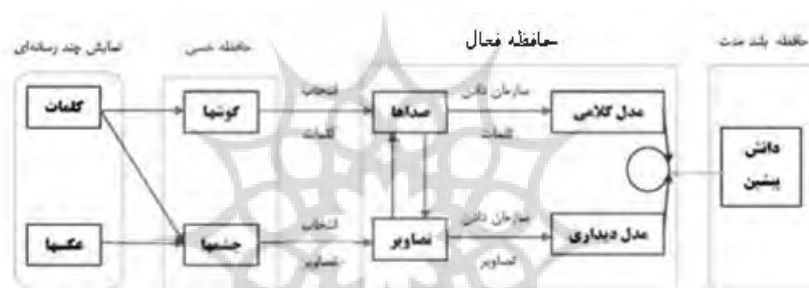 حافظه فعال
نمایش چند رسانه‌ای
حافظه حسی
حافظه بلند مدت
کلمات
گوشها
انتخاب
کلمات
صداها
سازمان دادن
کلمات
مدل کلامی
دانش
پیشین
عکسها
چشمها
انتخاب
تصاویر
تصاویر
سازمان دادن
تصاویر
مدل دیداری